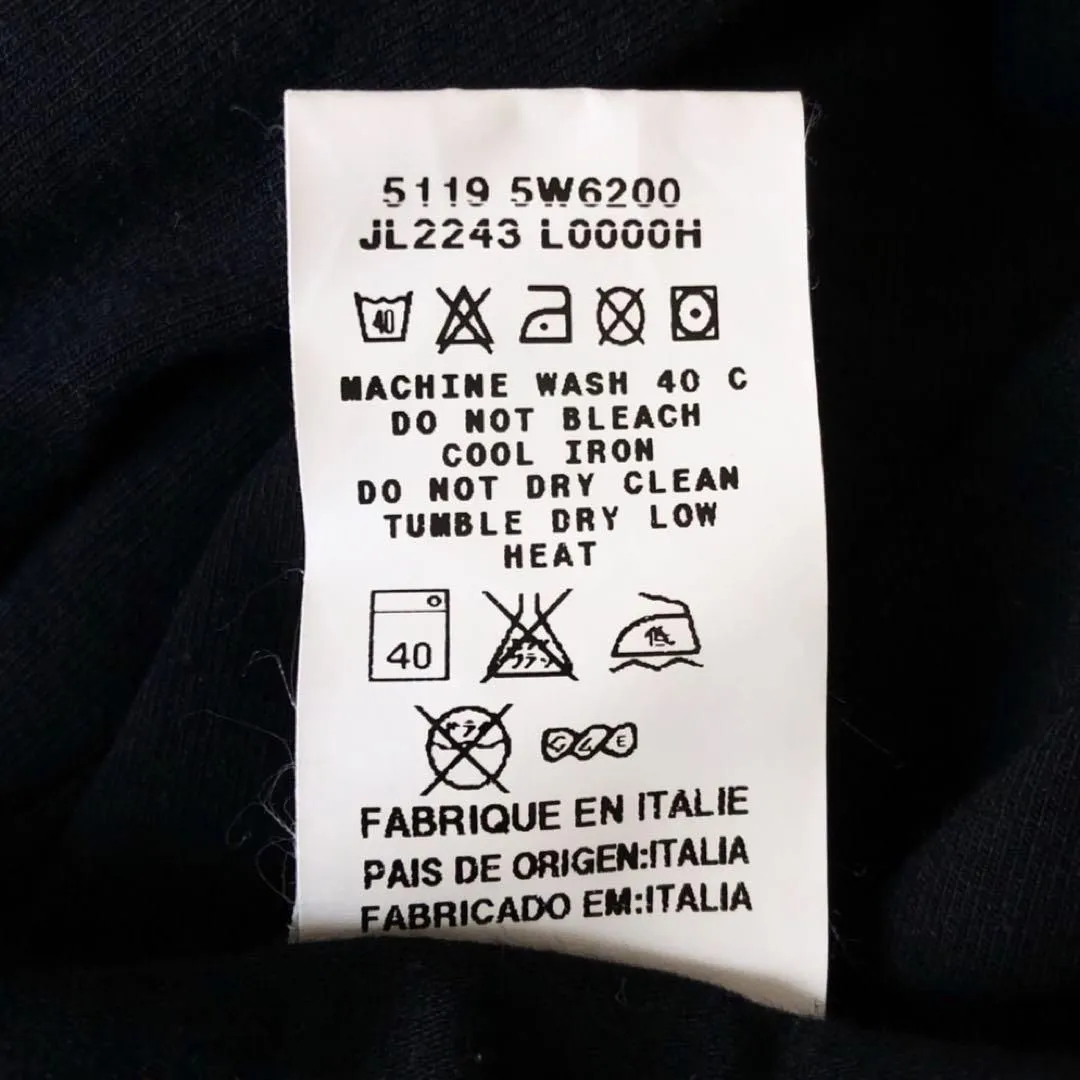 5119 5W6200
JL2243 L0000H
40
MACHINE WASH 40 C
DO NOT BLEACH
COOL IRON
DO NOT DRY CLEAN
TUMBLE DRY LOW
HEAT
40
低
FABRIQUE EN ITALIE
PAIS DE ORIGEN:ITALIA
FABRICADO EM:ITALIA